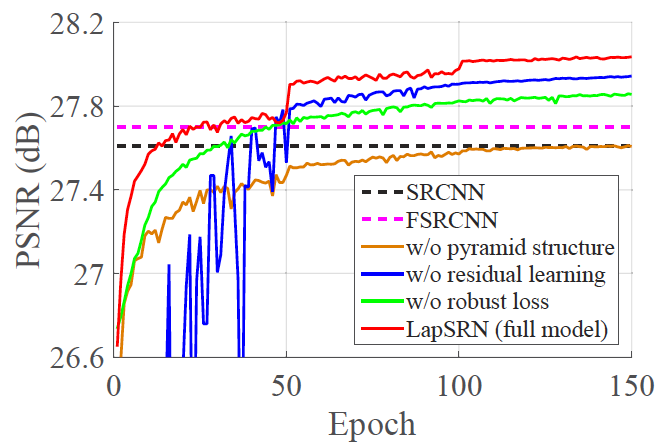 28.2
27.8
27.4
27
26.6
PSNR (dB)
0
50
100
150
Epoch
SRCNN
FSRCNN
w/o pyramid structure
w/o residual learning
w/o robust loss
LapSRN (full model)